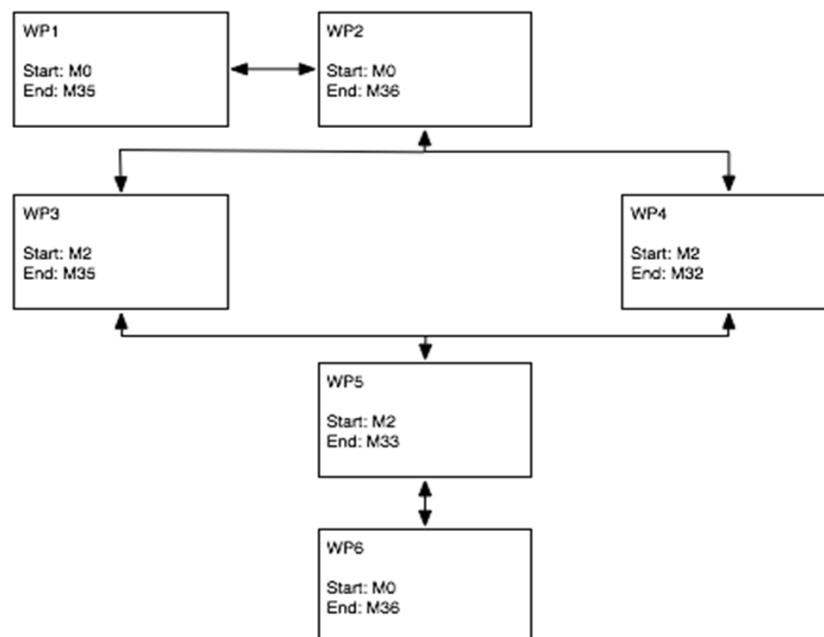 WP1
Start: M0
End: M35
WP2
Start: M0
End: M36
WP3
Start: M2
End: M35
WP4
Start: M2
End: M32
WP5
Start: M2
End: M33
WP6
Start: M0
End: M36